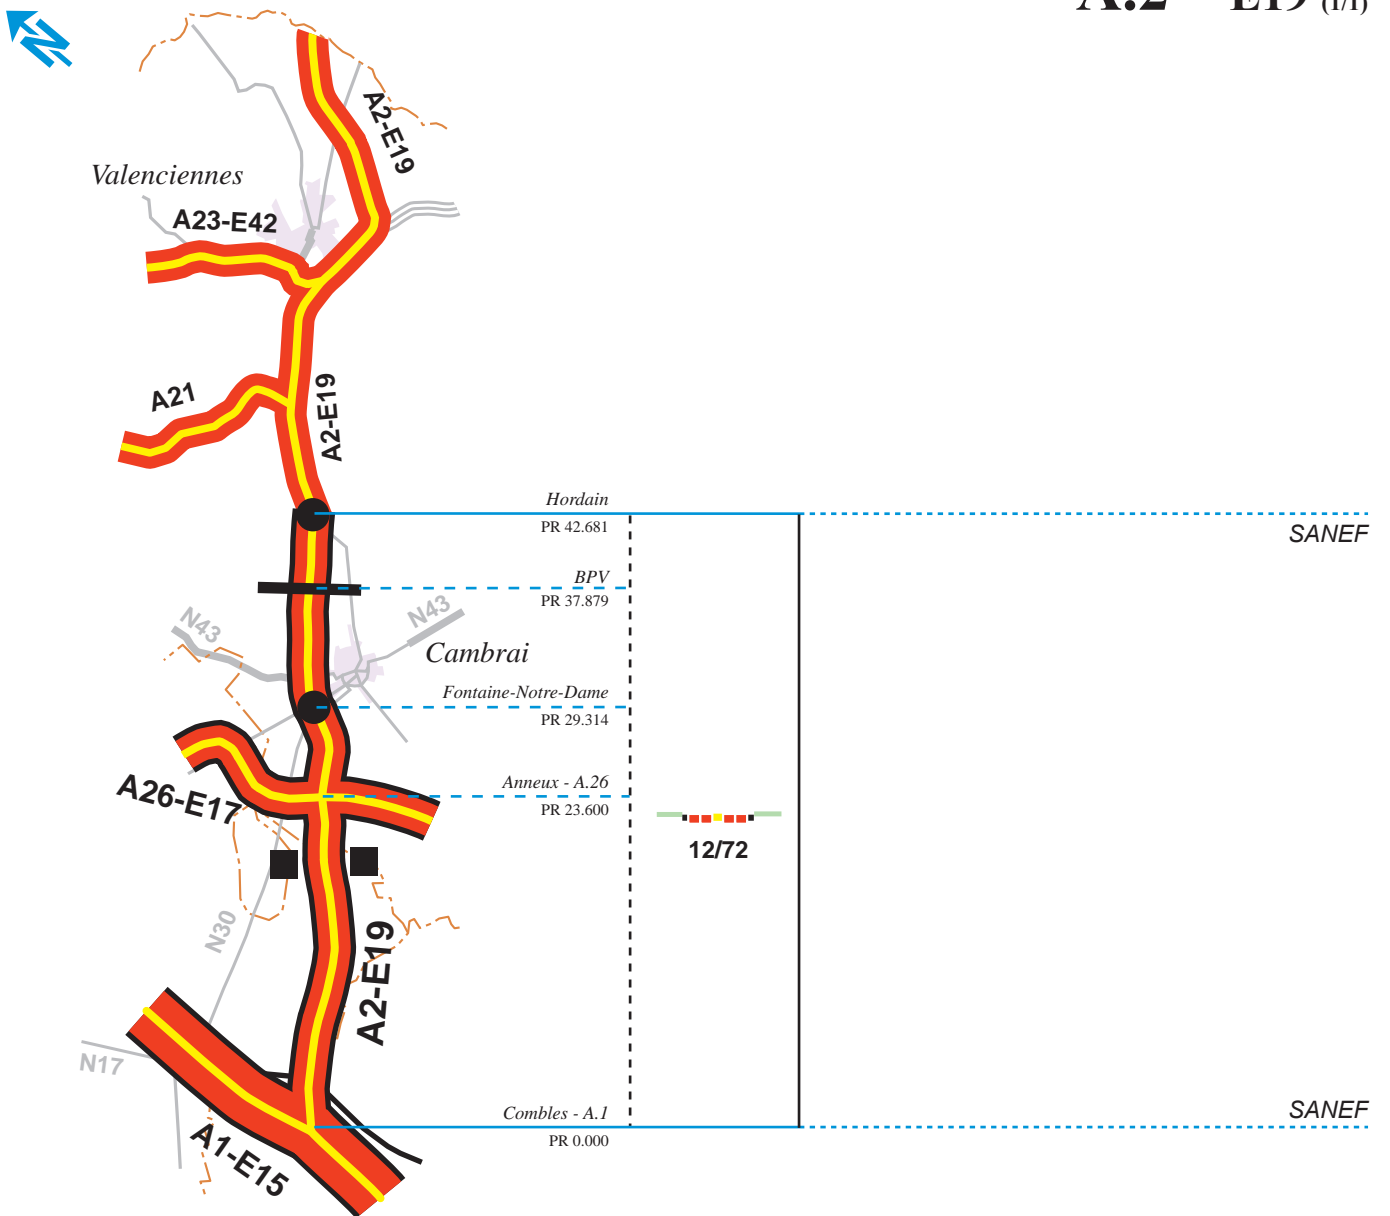 A.2 E19 (1/1)
N
A2-E19
Valenciennes
A23-E42
A21
A2-E19
Hordain
PR 42.681
SANEF
BPV
PR 37.879
N43
N43
Cambrai
Fontaine-Notre-Dame
PR 29.314
Anneux - A.26
PR 23.600
A26-E17
12/72
N30
A2-E19
N17
Combles - A.1
PR 0.000
SANEF
A1-E15